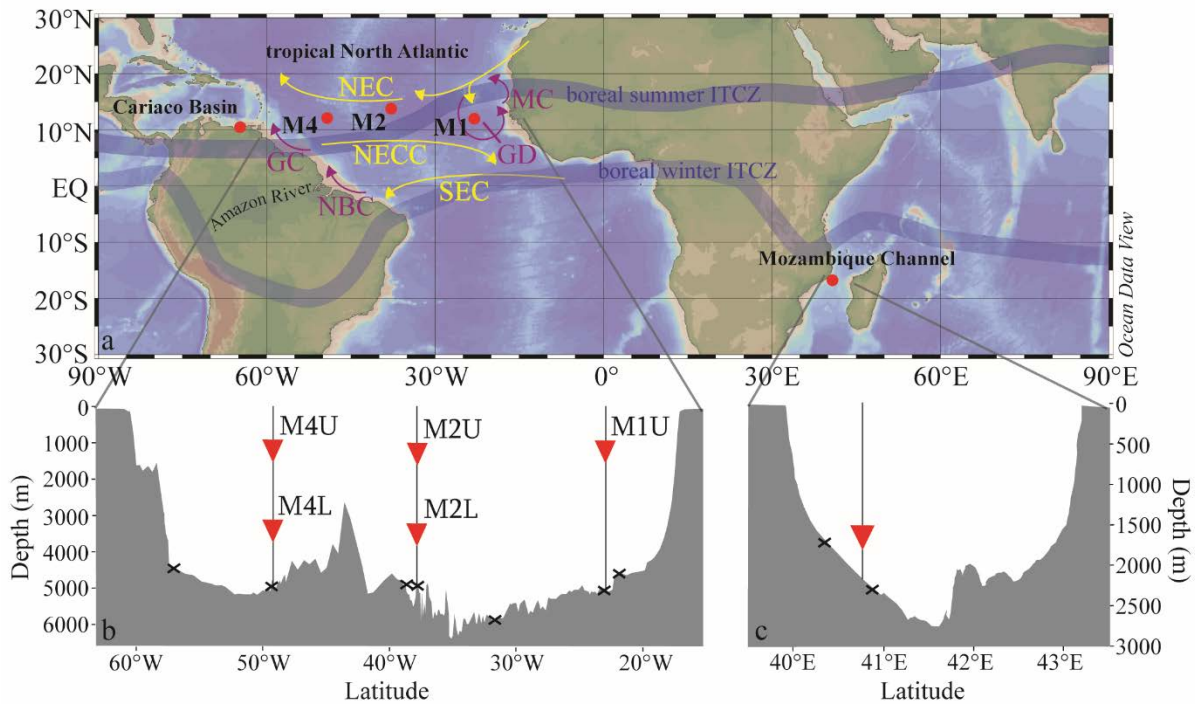 30°N
20°N
10°N
EQ
10°S
20°S
30°S
90°W
60°W
30°W
0°
30°E
60°E
90°E
tropical North Atlantic
NEC
Cariaco Basin
M4
M2
M1
MC
boreal summer ITCZ
GC
NECC
GD
SEC
boreal winter ITCZ
NBC
Amazon River
Mozambique Channel
Ocean Data View
a
0
1000
2000
3000
4000
5000
6000
Depth (m)
M4U
M2U
M1U
M4L
M2L
b
60°W
50°W
40°W
30°W
20°W
Latitude
0
500
1000
1500
2000
2500
3000
Depth (m)
c
40°E
41°E
42°E
43°E
Latitude